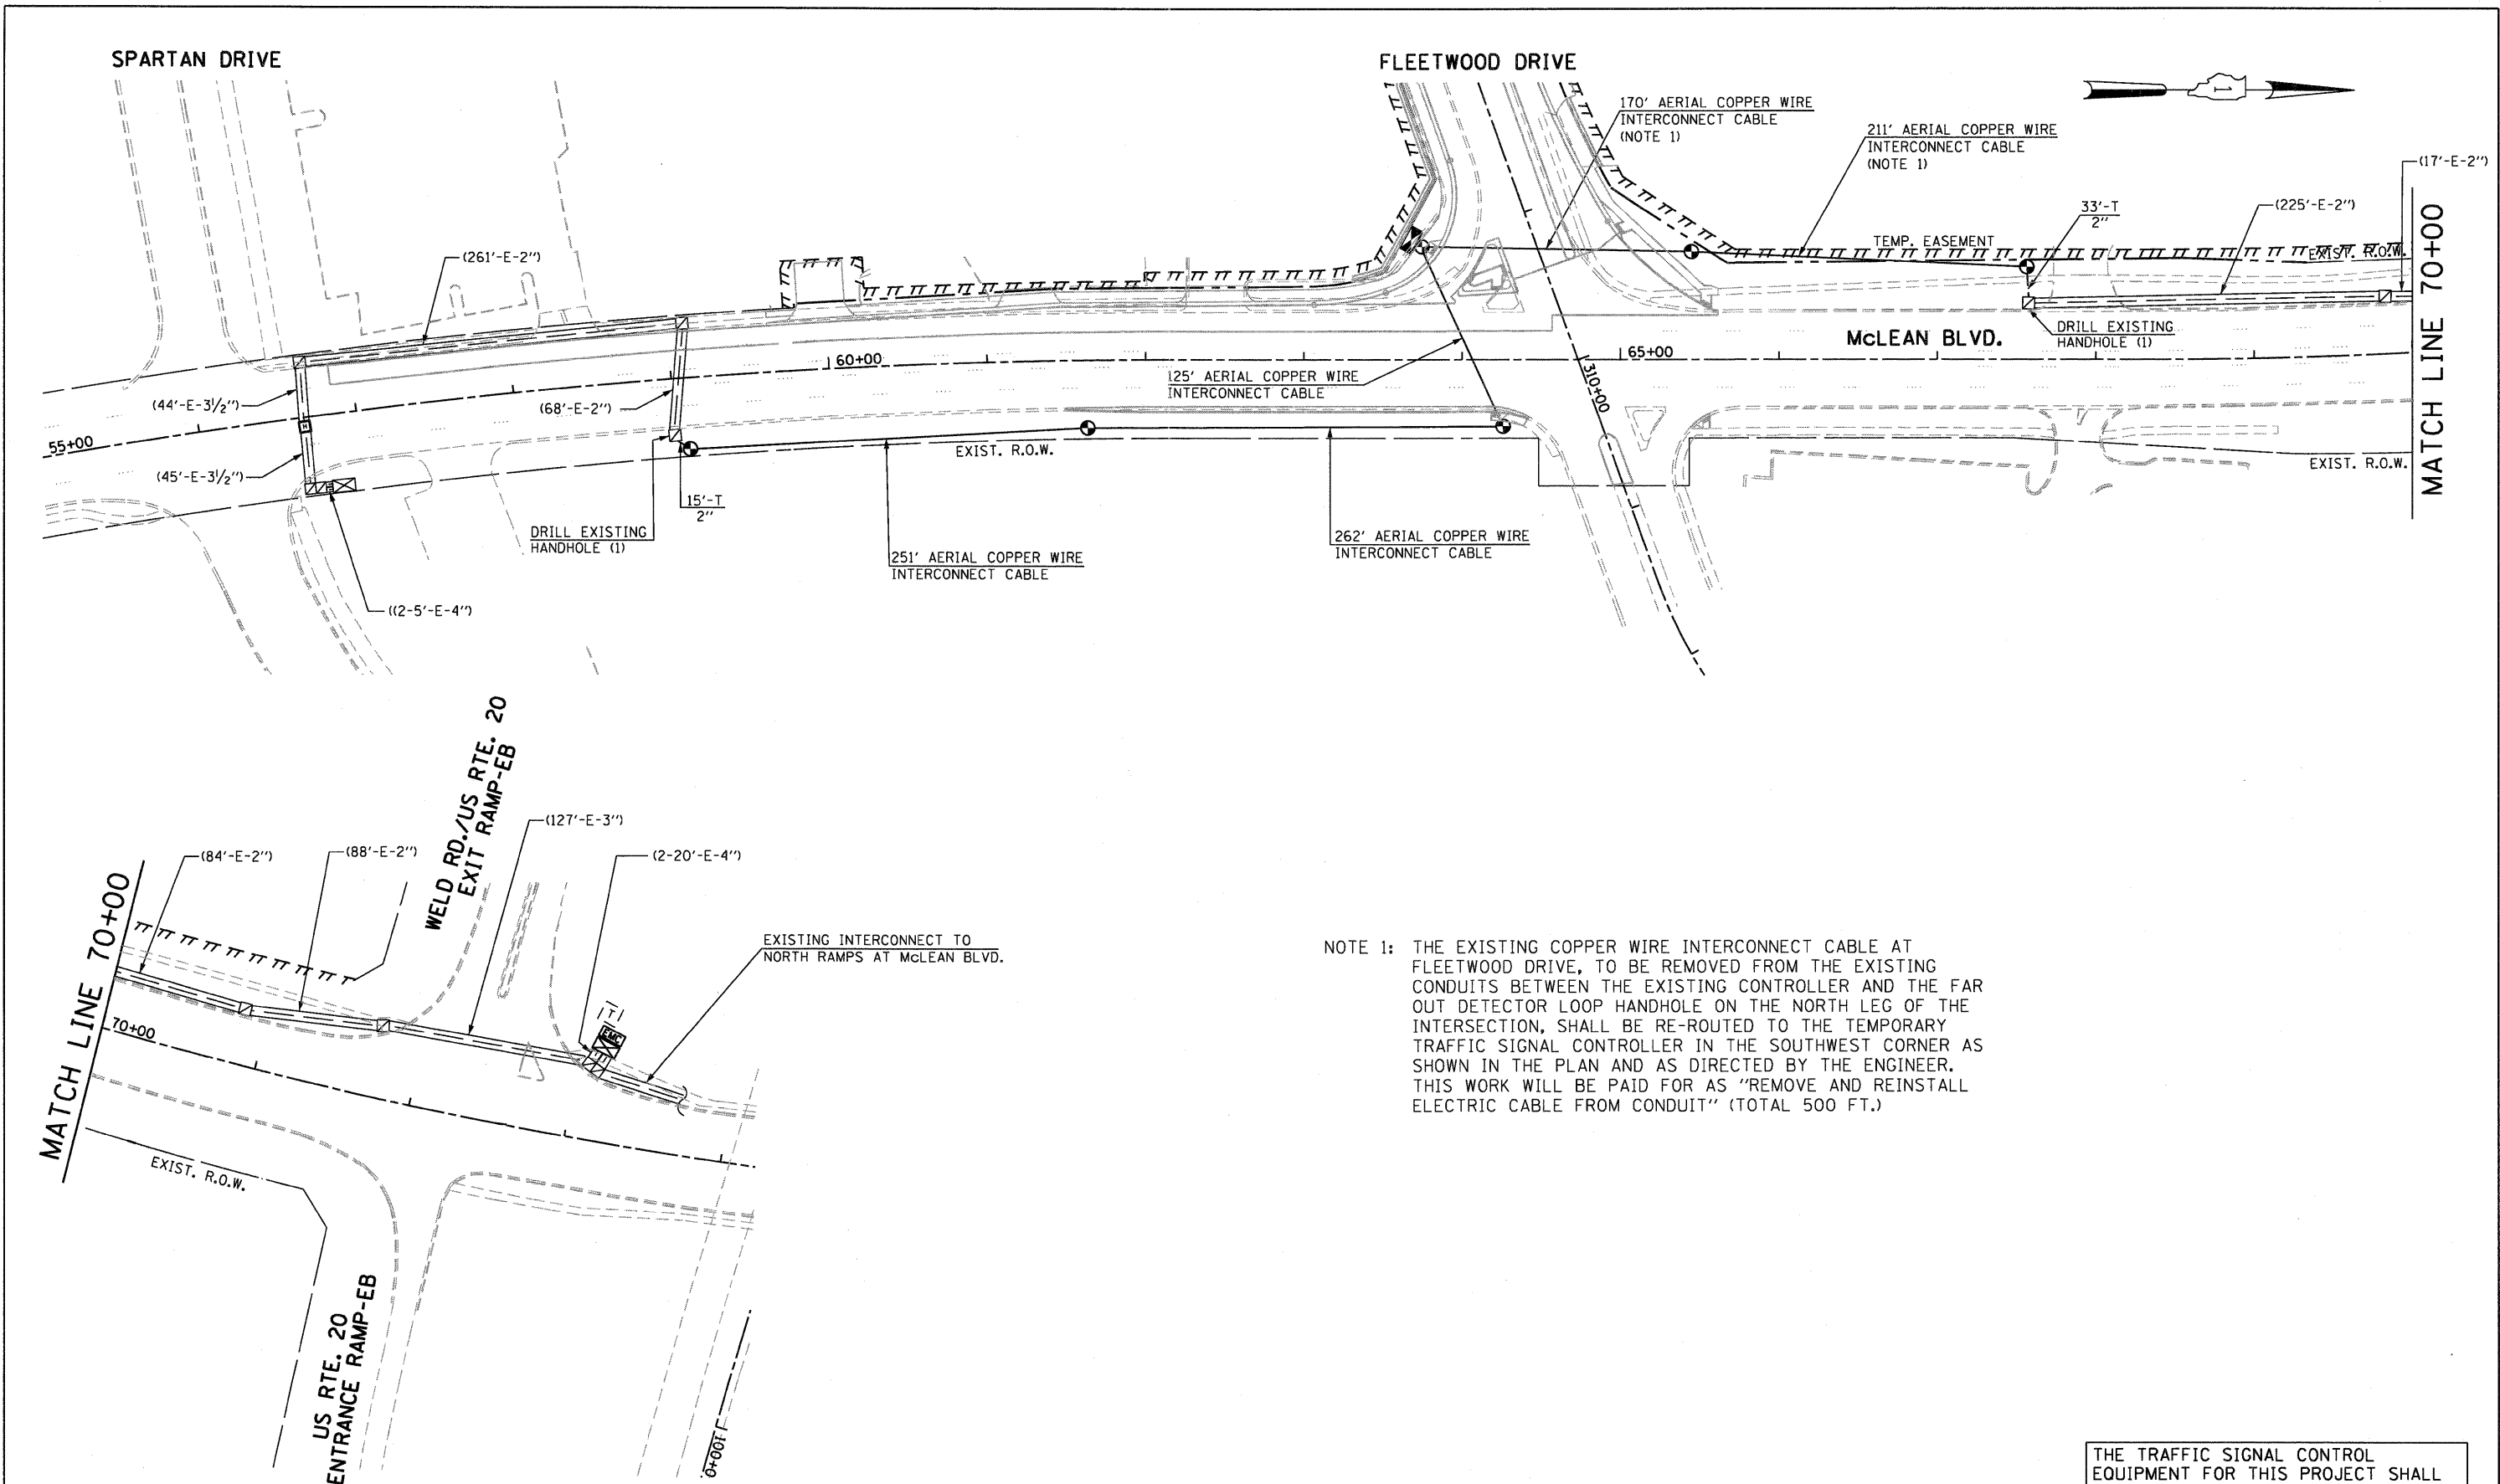 SPARTAN DRIVE
FLEETWOOD DRIVE
170' AERIAL COPPER WIRE
INTERCONNECT CABLE
(NOTE 1)
211' AERIAL COPPER WIRE
INTERCONNECT CABLE
(NOTE 1)
(17'-E-2")
33'-T
2"
(225'-E-2")
TEMP. EASEMENT
EXIST. R.O.W.
(261'-E-2")
MATCH LINE 70+00
DRILL EXISTING
HANDHOLE (1)
McLEAN BLVD.
60+00
65+00
310+00
125' AERIAL COPPER WIRE
INTERCONNECT CABLE
(44'-E-3½")
(68'-E-2")
55+00
(45'-E-3½")
H
EXIST. R.O.W.
EXIST. R.O.W.
15'-T
2"
DRILL EXISTING
HANDHOLE (1)
251' AERIAL COPPER WIRE
INTERCONNECT CABLE
262' AERIAL COPPER WIRE
INTERCONNECT CABLE
((2-5'-E-4")
WELD RD./US RTE. 20
EXIT RAMP-EB
(127'-E-3")
(84'-E-2")
(88'-E-2")
(2-20'-E-4")
MATCH LINE 70+00
70+00
EXISTING INTERCONNECT TO
NORTH RAMPS AT McLEAN BLVD.
T
EMC
EXIST. R.O.W.
US RTE. 20
ENTRANCE RAMP-EB
100+0
NOTE 1: THE EXISTING COPPER WIRE INTERCONNECT CABLE AT
FLEETWOOD DRIVE, TO BE REMOVED FROM THE EXISTING
CONDUITS BETWEEN THE EXISTING CONTROLLER AND THE FAR
OUT DETECTOR LOOP HANDHOLE ON THE NORTH LEG OF THE
INTERSECTION, SHALL BE RE-ROUTED TO THE TEMPORARY
TRAFFIC SIGNAL CONTROLLER IN THE SOUTHWEST CORNER AS
SHOWN IN THE PLAN AND AS DIRECTED BY THE ENGINEER.
THIS WORK WILL BE PAID FOR AS "REMOVE AND REINSTALL
ELECTRIC CABLE FROM CONDUIT" (TOTAL 500 FT.)
THE TRAFFIC SIGNAL CONTROL
EQUIPMENT FOR THIS PROJECT SHALL